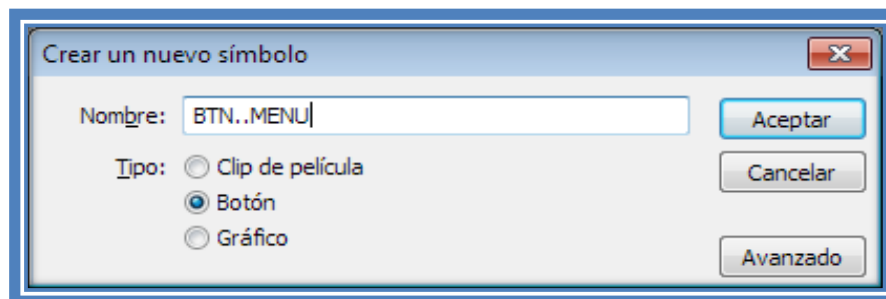 Crear un nuevo símbolo
Nombre: BTN..MENU
Aceptar
Tipo: Clip de película
Cancelar
Botón
Gráfico
Avanzado